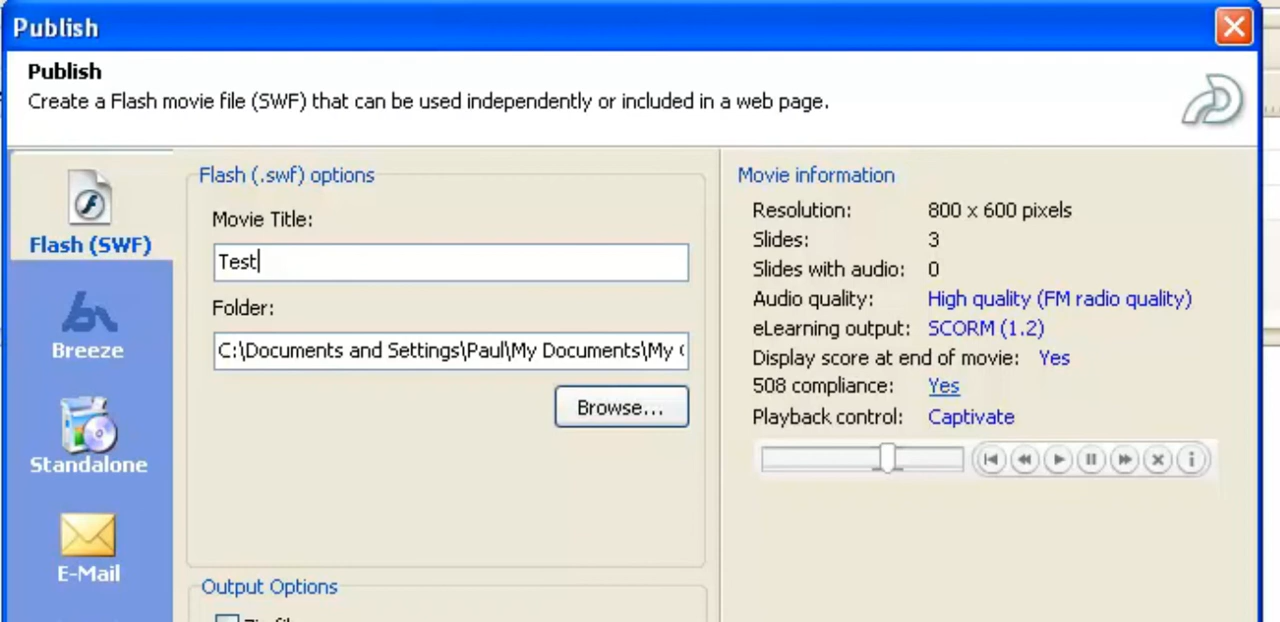 Publish
Publish
Create a Flash movie file (SWF) that can be used independently or included in a web page.
Flash (SWF)
Breeze
Standalone
E-Mail
Flash (.swf) options
Movie Title:
Test
Folder:
C:\Documents and Settings\Paul\My Documents\My
Browse...
Output Options
Movie information
Resolution: 800 x 600 pixels
Slides: 3
Slides with audio: 0
Audio quality: High quality (FM radio quality)
eLearning output: SCORM (1.2)
Display score at end of movie: Yes
508 compliance: Yes
Playback control: Captivate